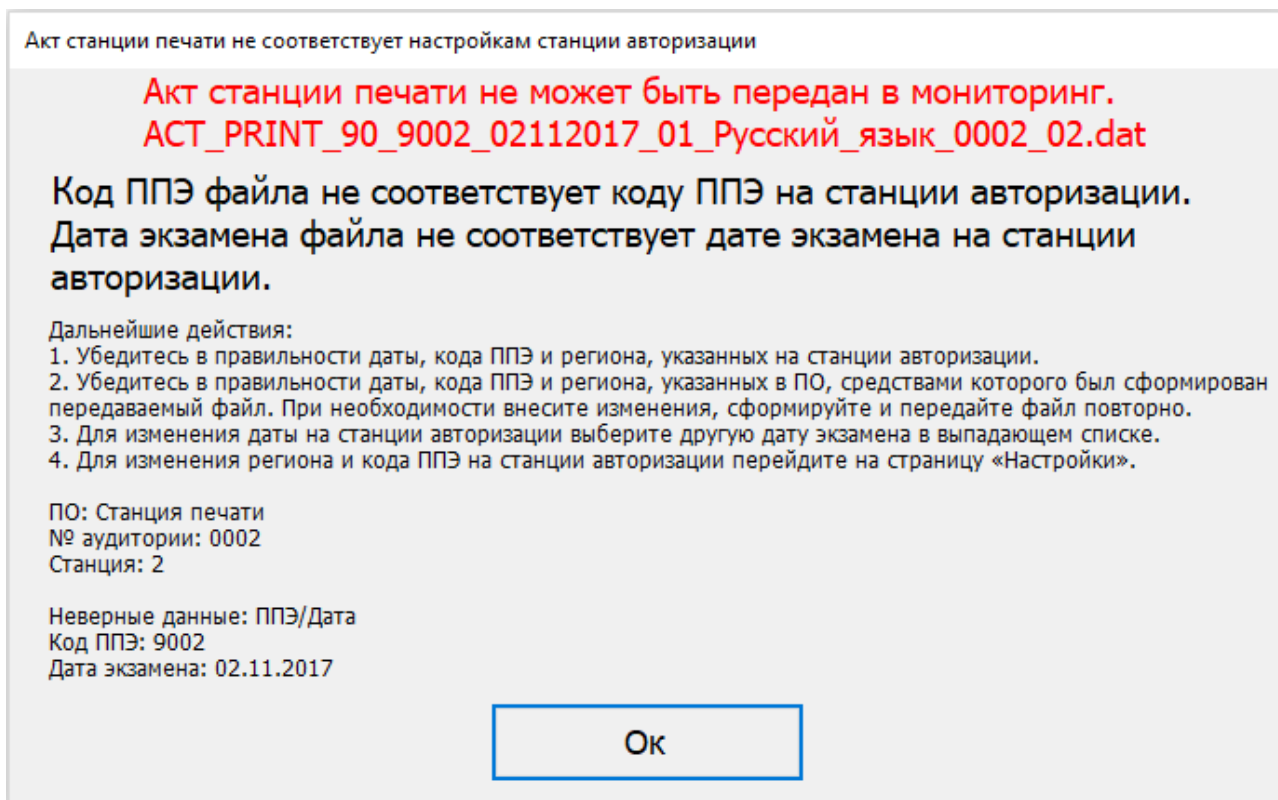 Акт станции печати не соответствует настройкам станции авторизации
Акт станции печати не может быть передан в мониторинг.
ACT_PRINT_90_9002_02112017_01_Русский_язык_0002_02.dat
Код ППЭ файла не соответствует коду ППЭ на станции авторизации.
Дата экзамена файла не соответствует дате экзамена на станции
авторизации.
Дальнейшие действия:
1. Убедитесь в правильности даты, кода ППЭ и региона, указанных на станции авторизации.
2. Убедитесь в правильности даты, кода ППЭ и региона, указанных в ПО, средствами которого был сформирован
передаваемый файл. При необходимости внесите изменения, сформируйте и передайте файл повторно.
3. Для изменения даты на станции авторизации выберите другую дату экзамена в выпадающем списке.
4. Для изменения региона и кода ППЭ на станции авторизации перейдите на страницу «Настройки».
ПО: Станция печати
№ аудитории: 0002
Станция: 2
Неверные данные: ППЭ/Дата
Код ППЭ: 9002
Дата экзамена: 02.11.2017
Ок